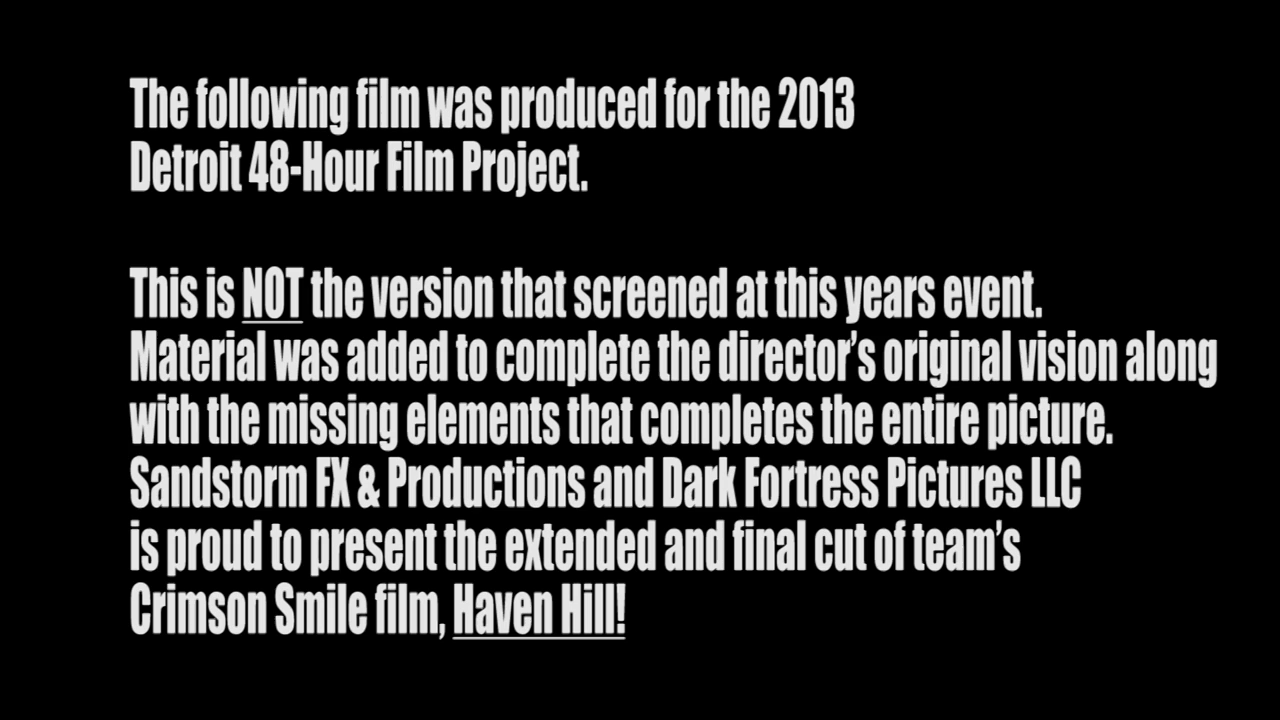 The following film was produced for the 2013
Detroit 48-Hour Film Project.
This is NOT the version that screened at this years event.
Material was added to complete the director’s original vision along
with the missing elements that completes the entire picture.
Sandstorm FX & Productions and Dark Fortress Pictures LLC
is proud to present the extended and final cut of team’s
Crimson Smile film, Haven Hill!